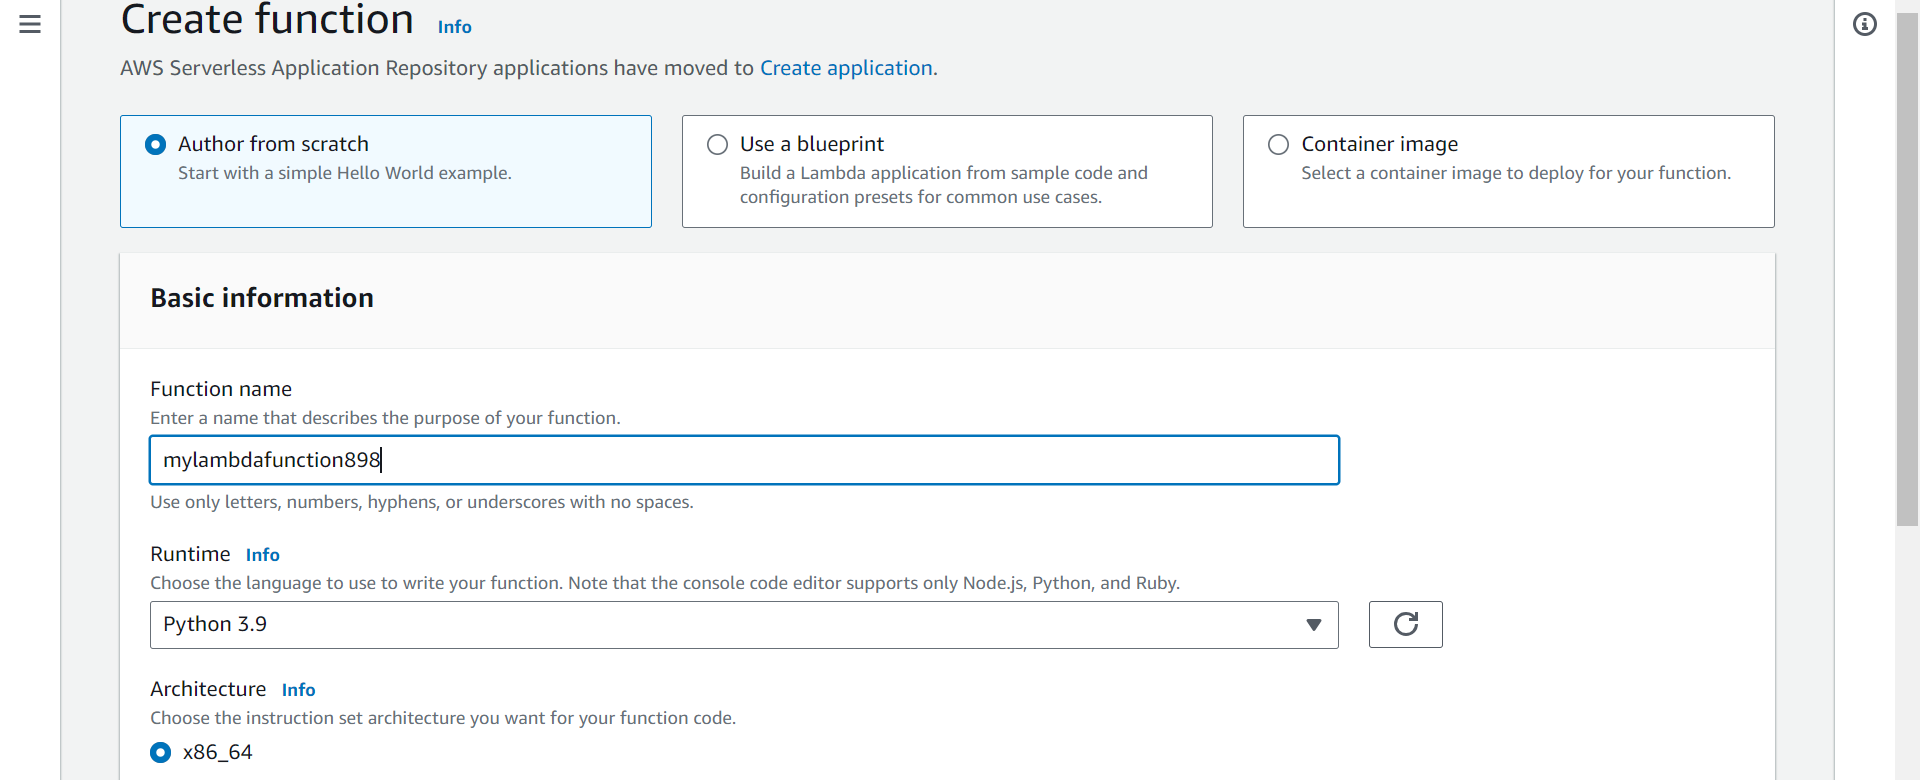 Create function Info
AWS Serverless Application Repository applications have moved to Create application.
Author from scratch
Start with a simple Hello World example.
Use a blueprint
Build a Lambda application from sample code and
configuration presets for common use cases.
Container image
Select a container image to deploy for your function.
Basic information
Function name
Enter a name that describes the purpose of your function.
mylambdafunction898
Use only letters, numbers, hyphens, or underscores with no spaces.
Runtime Info
Choose the language to use to write your function. Note that the console code editor supports only Node.js, Python, and Ruby.
Python 3.9
Architecture Info
Choose the instruction set architecture you want for your function code.
x86_64